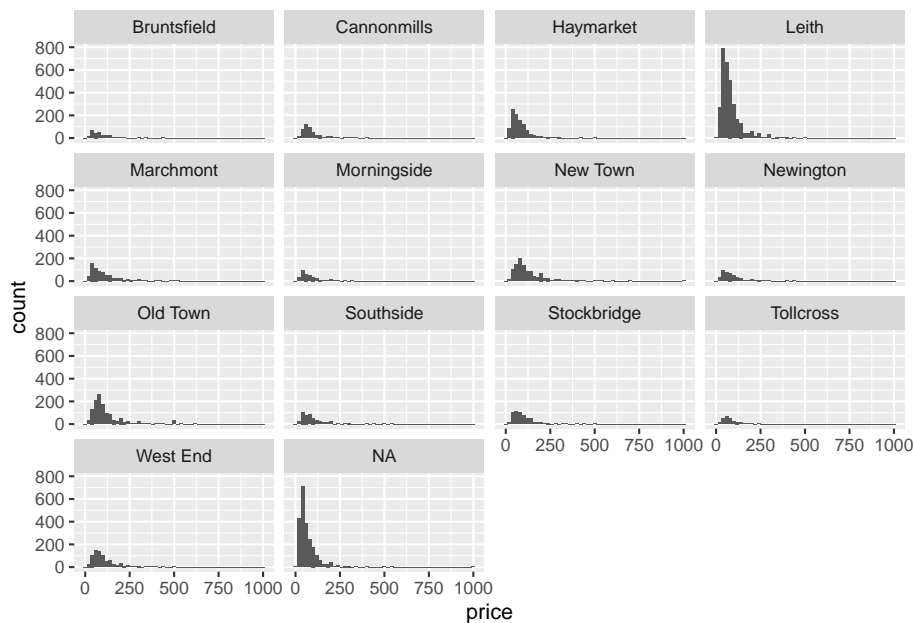 Bruntsfield Cannonmills Haymarket Leith
800
600
400
200
0
Marchmont Morningside New Town Newington
800
600
400
200
0
count
Old Town Southside Stockbridge Tollcross
800
600
400
200
0
0 250 500 750 1000 0 250 500 750 1000
West End NA
800
600
400
200
0
0 250 500 750 1000 0 250 500 750 1000
price